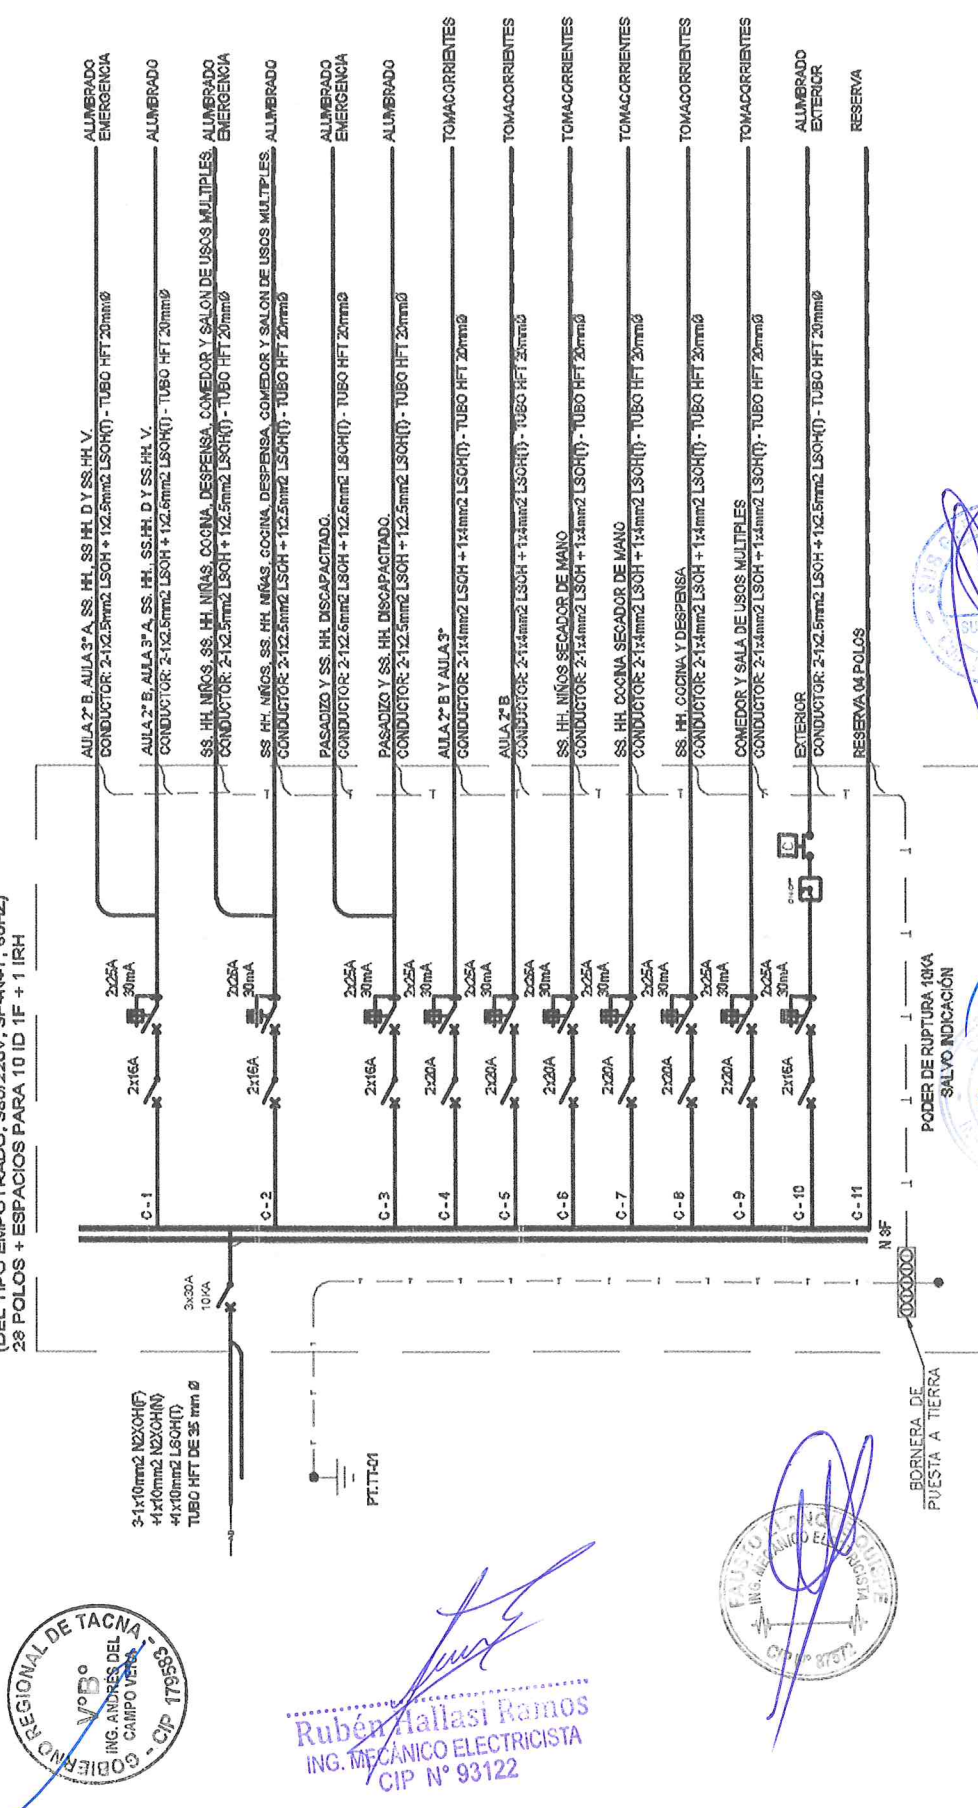 28 POLOS + ESPACIOS PARA 10 ID 1F + 1 IRH
3-1x10mm2 N2XOH(F)
+1x10mm2 N2XOH(N)
+1x10mm2 LSOH(T)
TUBO HFT DE 35 mm Ø
3x30A
10KA
PT.TT-01
BORNERA DE
PUESTA A TIERRA
N 3F
PODER DE RUPTURA 10KA
SALVO INDICACIÓN
C - 1
2x16A
2x25A
30mA
AULA 2° B, AULA 3° A, SS. HH., SS HH. D Y SS.HH. V.
CONDUCTOR: 2-1x2.5mm2 LSOH + 1x2.5mm2 LSOH(T) - TUBO HFT 20mmØ
ALUMBRADO
EMERGENCIA
AULA 2° B, AULA 3° A, SS. HH., SS.HH. D Y SS.HH. V.
CONDUCTOR: 2-1x2.5mm2 LSOH + 1x2.5mm2 LSOH(T) - TUBO HFT 20mmØ
ALUMBRADO
C - 2
2x16A
2x25A
30mA
SS. HH. NIÑOS, SS. HH. NIÑAS, COCINA, DESPENSA, COMEDOR Y SALON DE USOS MULTIPLES.
CONDUCTOR: 2-1x2.5mm2 LSOH + 1x2.5mm2 LSOH(T) - TUBO HFT 20mmØ
ALUMBRADO
EMERGENCIA
SS HH. NIÑOS, SS. HH. NIÑAS, COCINA, DESPENSA, COMEDOR Y SALON DE USOS MULTIPLES.
CONDUCTOR: 2-1x2.5mm2 LSOH + 1x2.5mm2 LSOH(T) - TUBO HFT 20mmØ
ALUMBRADO
C - 3
2x16A
2x25A
30mA
PASADIZO Y SS. HH. DISCAPACITADO.
CONDUCTOR: 2-1x2.5mm2 LSOH + 1x2.5mm2 LSOH(T) - TUBO HFT 20mmØ
ALUMBRADO
EMERGENCIA
PASADIZO Y SS. HH. DISCAPACITADO.
CONDUCTOR: 2-1x2.5mm2 LSOH + 1x2.5mm2 LSOH(T) - TUBO HFT 20mmØ
ALUMBRADO
C - 4
2x20A
2x25A
30mA
AULA 2° B Y AULA 3°
CONDUCTOR: 2-1x4mm2 LSOH + 1x4mm2 LSOH(T) - TUBO HFT 20mmØ
TOMACORRIENTES
C - 5
2x20A
2x25A
30mA
AULA 2° B
CONDUCTOR: 2-1x4mm2 LSOH + 1x4mm2 LSOH(T) - TUBO HFT 20mmØ
TOMACORRIENTES
C - 6
2x20A
2x25A
30mA
SS. HH. NIÑOS SECADOR DE MANO
CONDUCTOR: 2-1x4mm2 LSOH + 1x4mm2 LSOH(T) - TUBO HFT 20mmØ
TOMACORRIENTES
C - 7
2x20A
2x25A
30mA
SS. HH. COCINA SECADOR DE MANO
CONDUCTOR: 2-1x4mm2 LSOH + 1x4mm2 LSOH(T) - TUBO HFT 20mmØ
TOMACORRIENTES
C - 8
2x20A
2x25A
30mA
SS. HH. COCINA Y DESPENSA
CONDUCTOR: 2-1x4mm2 LSOH + 1x4mm2 LSOH(T) - TUBO HFT 20mmØ
TOMACORRIENTES
C - 9
2x20A
2x25A
30mA
COMEDOR Y SALA DE USOS MULTIPLES
CONDUCTOR: 2-1x4mm2 LSOH + 1x4mm2 LSOH(T) - TUBO HFT 20mmØ
TOMACORRIENTES
C - 10
2x16A
2x25A
30mA
C
EXTERIOR
CONDUCTOR: 2-1x2.5mm2 LSOH + 1x2.5mm2 LSOH(T) - TUBO HFT 20mmØ
ALUMBRADO
EXTERIOR
C - 11
RESERVA 04 POLOS
RESERVA
GOBIERNO REGIONAL DE TACNA
V°B°
ING. ANDRES DEL
CAMPO
CIP 179583
Rubén Hallasi Ramos
ING. MECÁNICO ELECTRICISTA
CIP N° 93122
FAUSTO LLANQUI QUISPE
ING. MECANICO ELECTRICISTA